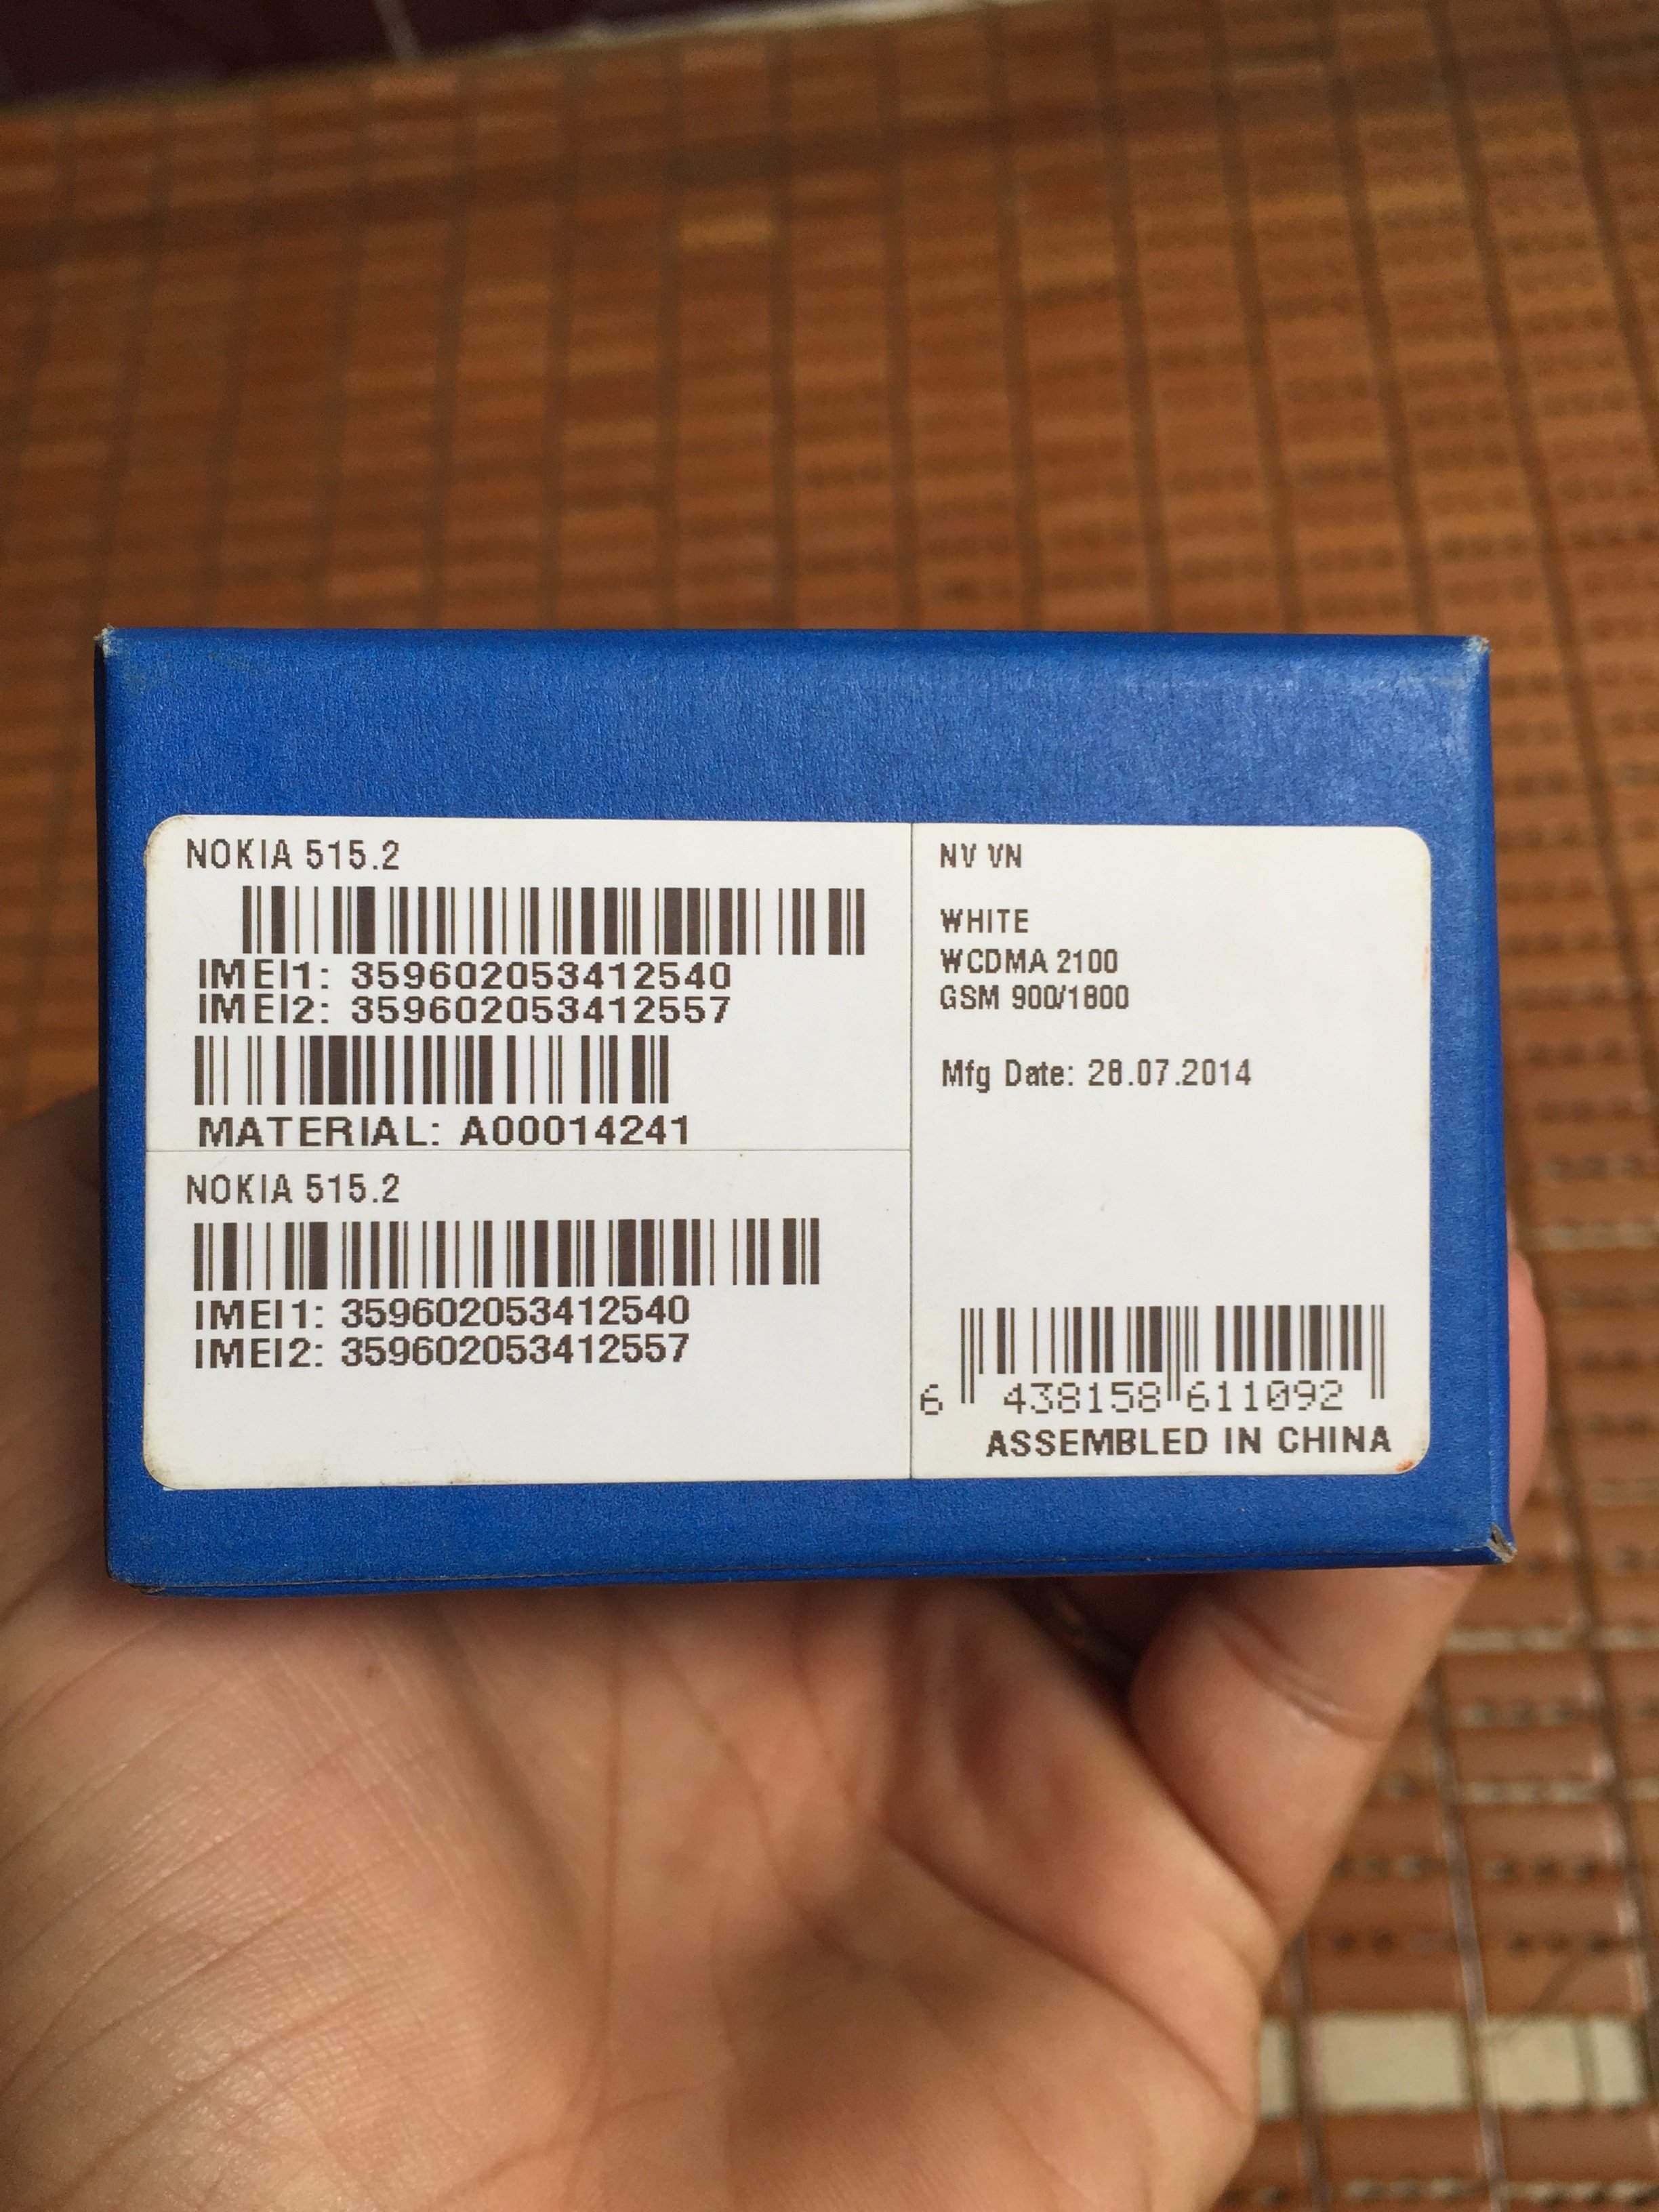 NOKIA 515.2
IMEI1: 359602053412540
IMEI2: 359602053412557
MATERIAL: A00014241
NOKIA 515.2
IMEI1: 359602053412540
IMEI2: 359602053412557
NV VN
WHITE
WCDMA 2100
GSM 900/1800
Mfg Date: 28.07.2014
6 438158 611092
ASSEMBLED IN CHINA